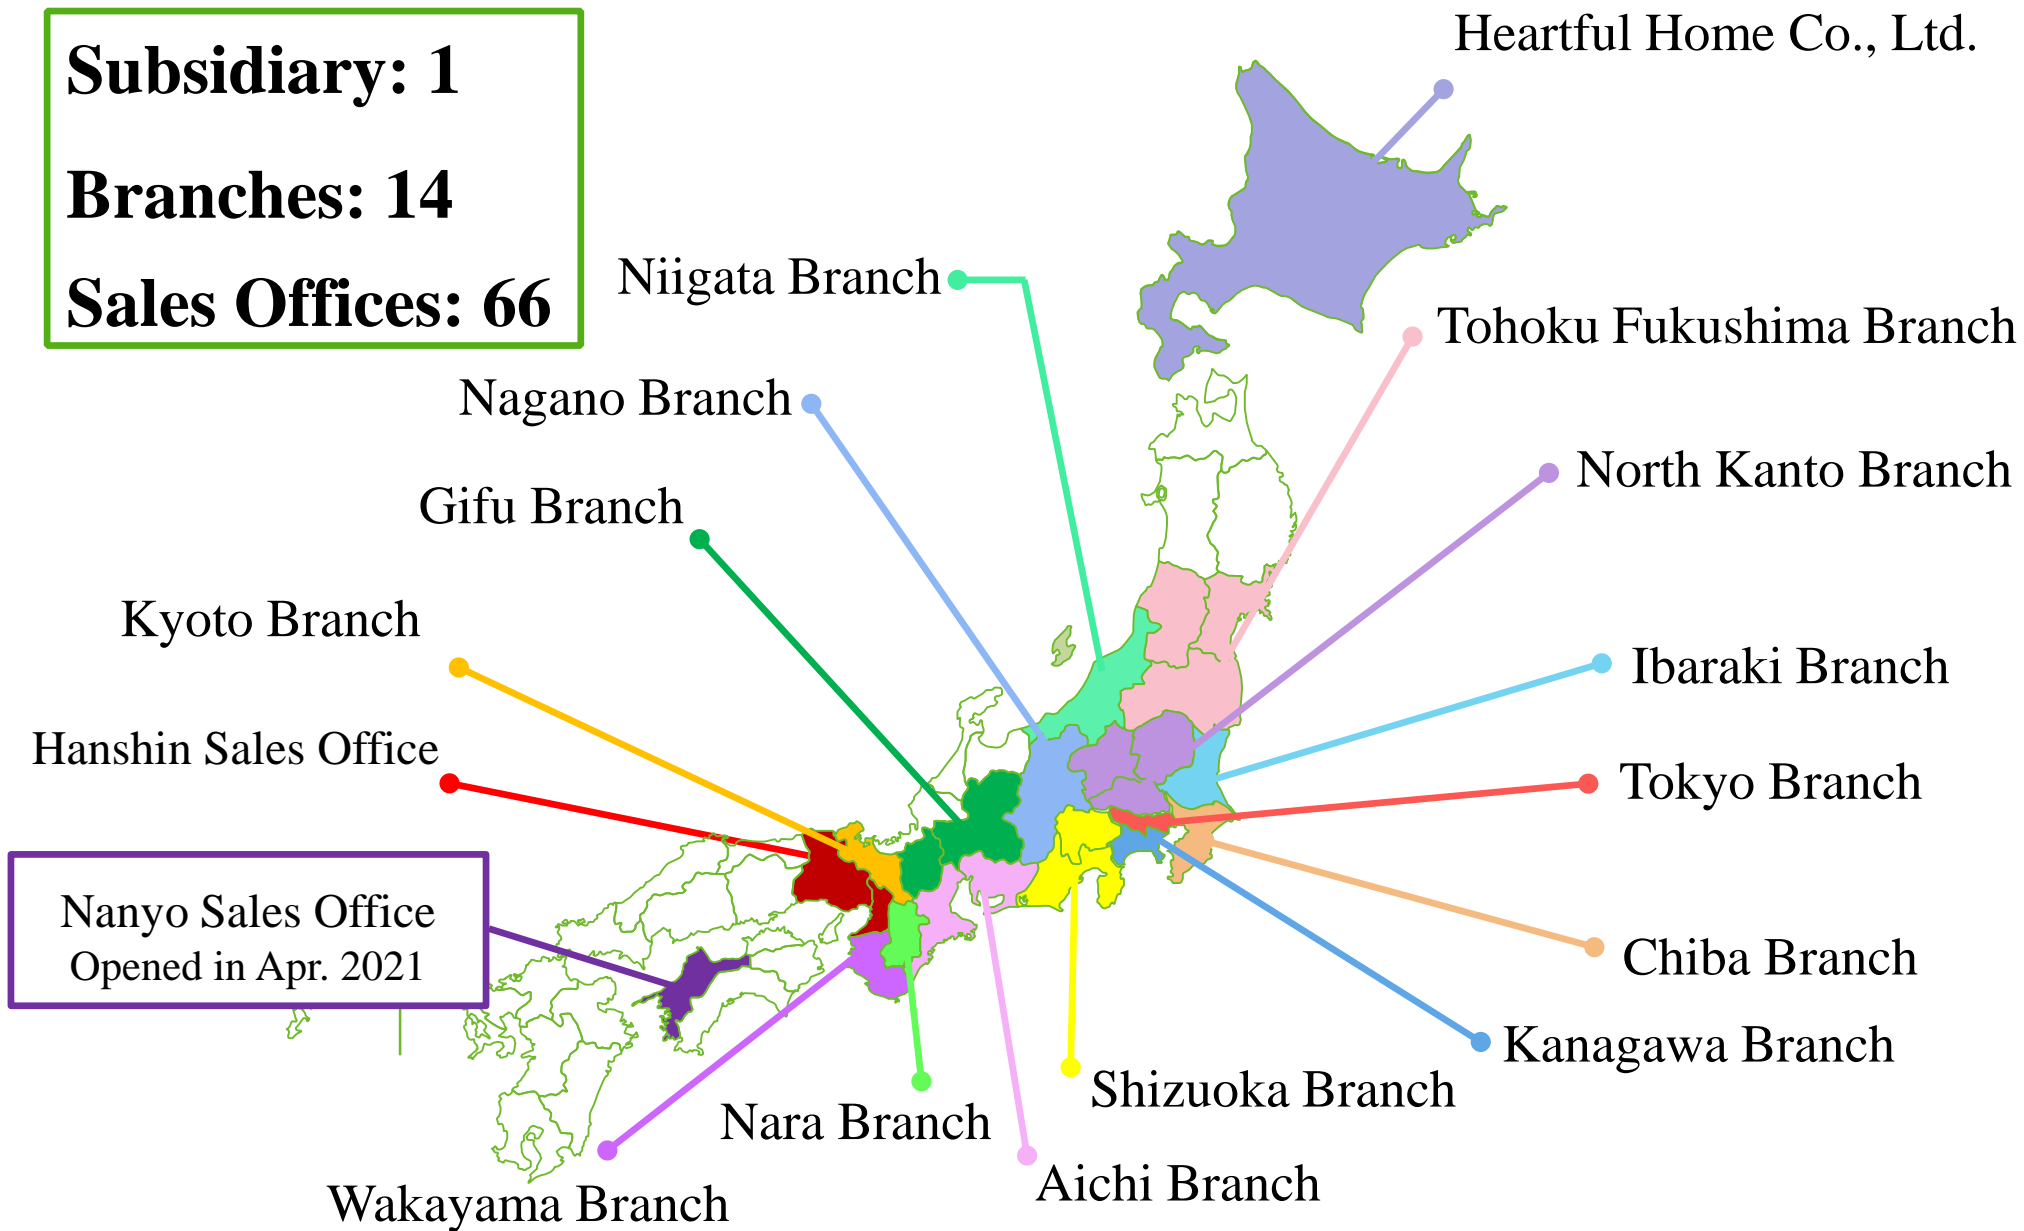 Subsidiary: 1
Branches: 14
Sales Offices: 66
Heartful Home Co., Ltd.
Niigata Branch
Tohoku Fukushima Branch
Nagano Branch
North Kanto Branch
Gifu Branch
Kyoto Branch
Ibaraki Branch
Hanshin Sales Office
Tokyo Branch
Nanyo Sales Office
Opened in Apr. 2021
Chiba Branch
Kanagawa Branch
Shizuoka Branch
Nara Branch
Aichi Branch
Wakayama Branch